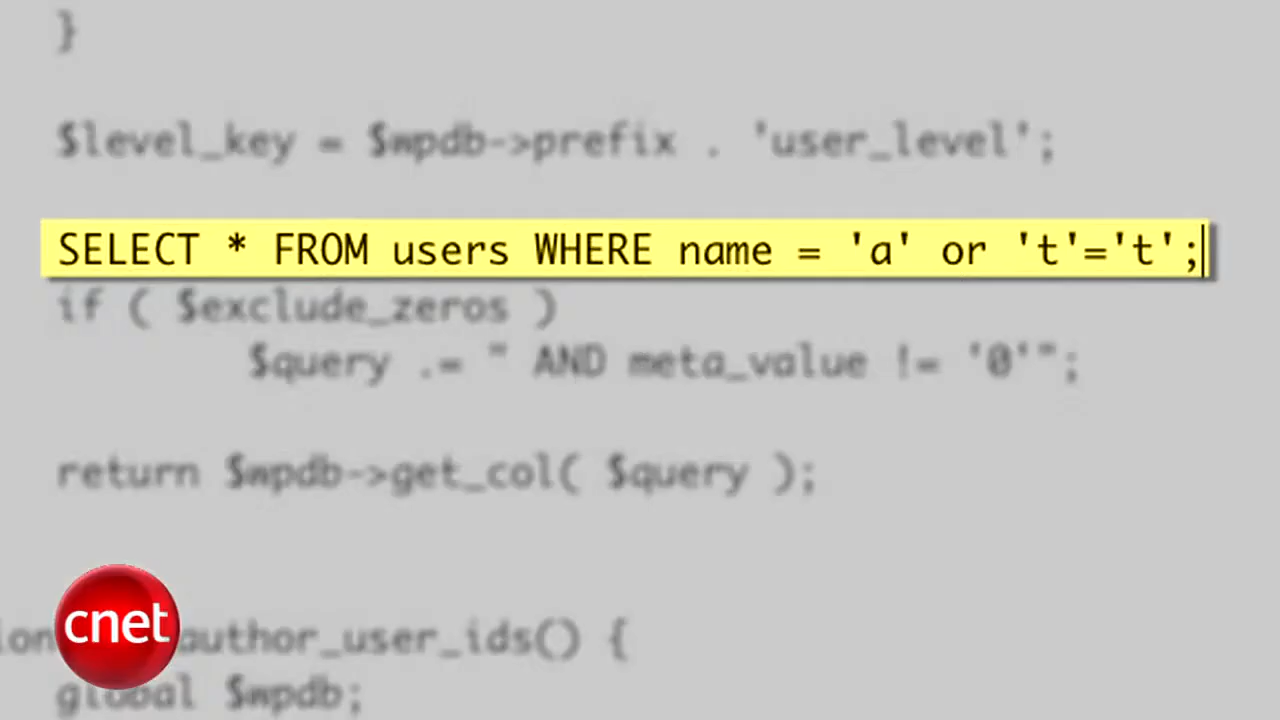 }
$level_key = $wpdb->prefix . 'user_level';
SELECT * FROM users WHERE name = 'a' or 't'='t';
if ( $exclude_zeros )
$query .= " AND meta_value != '0'";
return $wpdb->get_col( $query );
cnet
author_user_ids() {
global $wpdb;